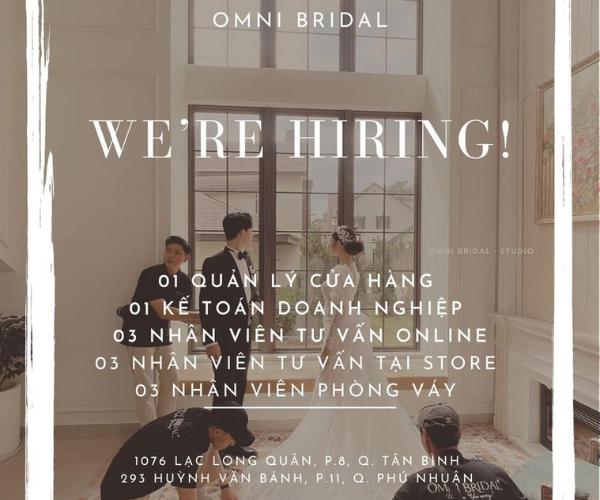 OMNI BRIDAL
WE'RE HIRING!
OMNI BRIDAL - STUDIO
01 QUẢN LÝ CỬA HÀNG
01 KẾ TOÁN DOANH NGHIỆP
03 NHÂN VIÊN TƯ VẤN ONLINE
03 NHÂN VIÊN TƯ VẤN TẠI STORE
03 NHÂN VIÊN PHÒNG VÁY
1076 LẠC LONG QUÂN, P.8, Q. TÂN BÌNH
293 HUỲNH VĂN BÁNH, P.11, Q. PHÚ NHUẬN
OMNI BRIDAL